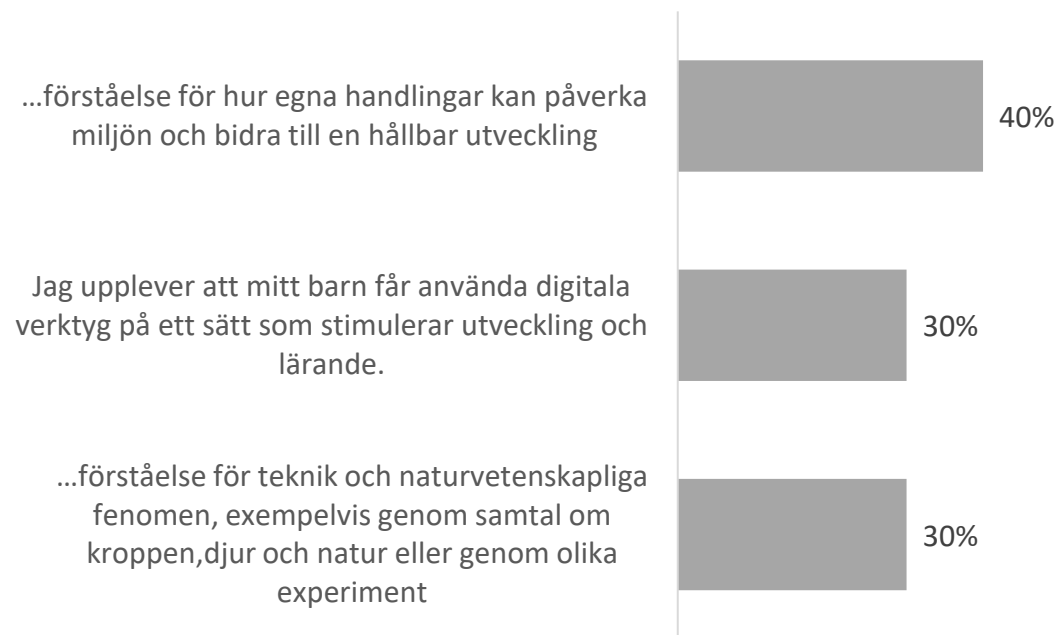 …förståelse för hur egna handlingar kan påverka
miljön och bidra till en hållbar utveckling
40%
Jag upplever att mitt barn får använda digitala
verktyg på ett sätt som stimulerar utveckling och
lärande.
30%
…förståelse för teknik och naturvetenskapliga
fenomen, exempelvis genom samtal om
kroppen,djur och natur eller genom olika
experiment
30%